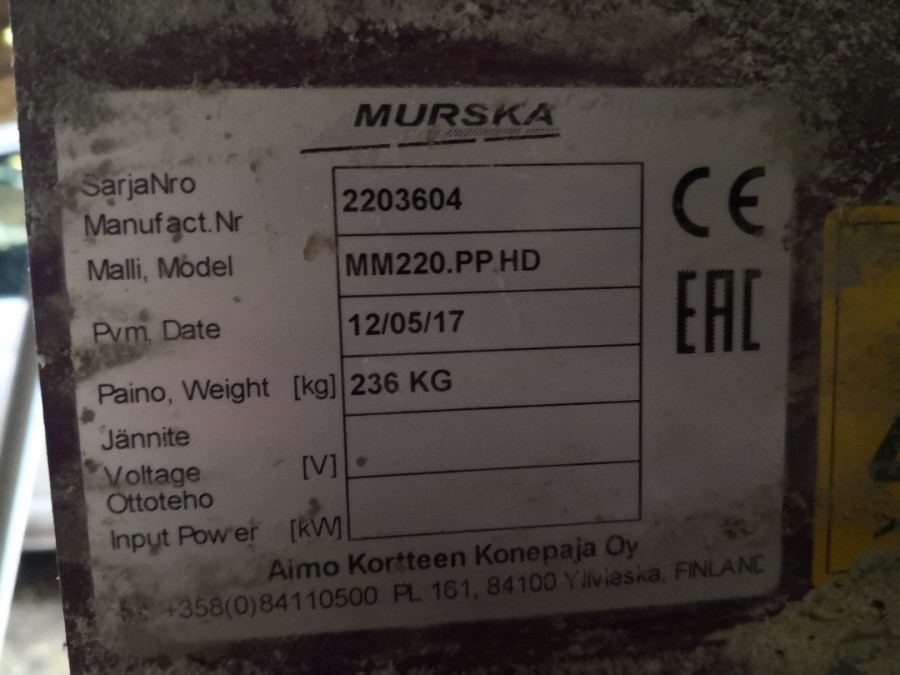 MURSKA
SarjaNro
Manufact.Nr 2203604
Malli, Model MM220.PP HD
Pvm. Date 12/05/17
Paino, Weight [kg] 236 KG
Jännite
Voltage [V]
Ottoteho
Input Power [kW]
CE
EAC
Aimo Kortteen Konepaja Oy
+358(0)84110500 PL 161, 84100 Ylivieska, FINLAND